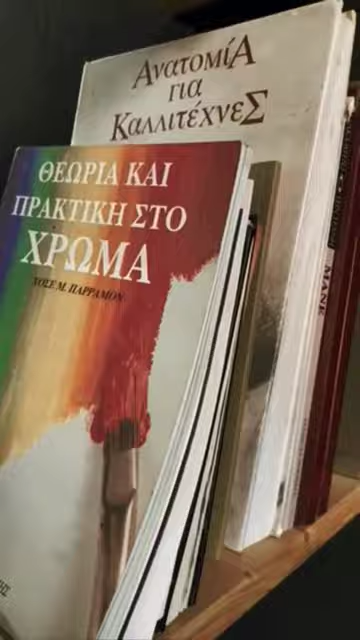 Ανατομία
για
ΚαλλιτέχνεΣ
ΘΕΩΡΙΑ ΚΑΙ
ΠΡΑΚΤΙΚΗ ΣΤΟ
ΧΡΩΜΑ
ΧΟΣΕ Μ. ΠΑΡΡΑΜΟΝ
ΜΑΝΕ